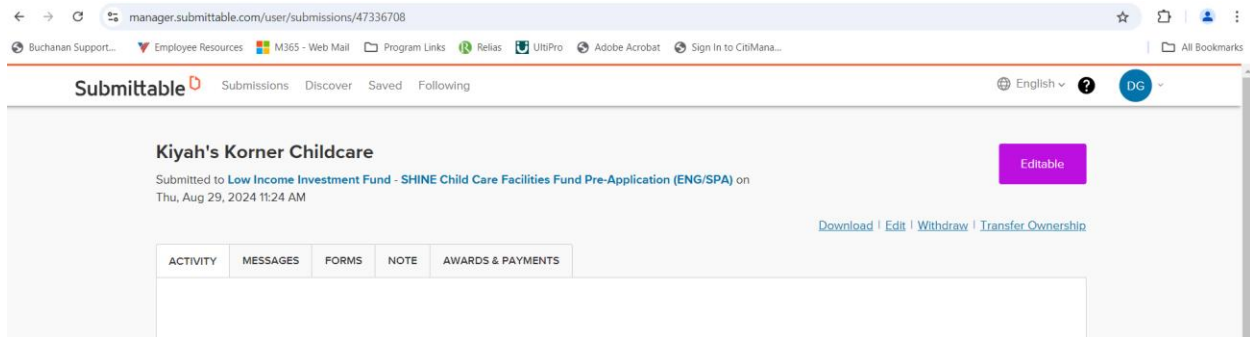 manager.submittable.com/user/submissions/47336708
Buchanan Support... Employee Resources M365 - Web Mail Program Links Relias UltiPro Adobe Acrobat Sign In to CitiMana... All Bookmarks
Submittable Submissions Discover Saved Following English ? DG
Kiyah's Korner Childcare
Editable
Submitted to Low Income Investment Fund - SHINE Child Care Facilities Fund Pre-Application (ENG/SPA) on
Thu, Aug 29, 2024 11:24 AM
Download | Edit | Withdraw | Transfer Ownership
ACTIVITY MESSAGES FORMS NOTE AWARDS & PAYMENTS